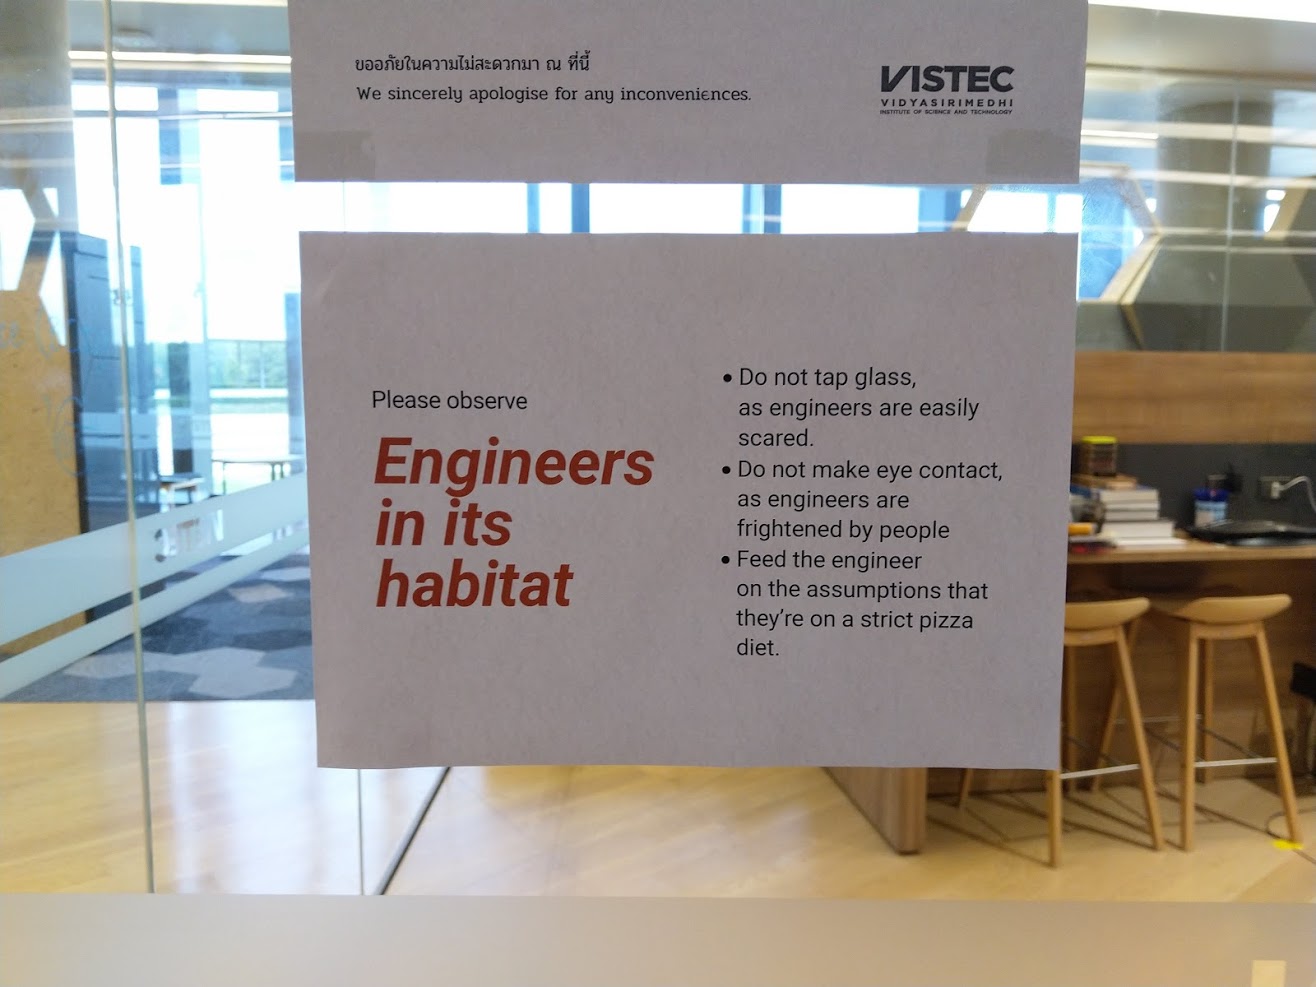 ขออภัยในความไม่สะดวกมา ณ ที่นี้
We sincerely apologise for any inconveniences.
VISTEC
VIDYASIRIMEDHI
INSTITUTE OF SCIENCE AND TECHNOLOGY
Please observe
Engineers
in its
habitat
• Do not tap glass,
as engineers are easily
scared.
• Do not make eye contact,
as engineers are
frightened by people
• Feed the engineer
on the assumptions that
they're on a strict pizza
diet.